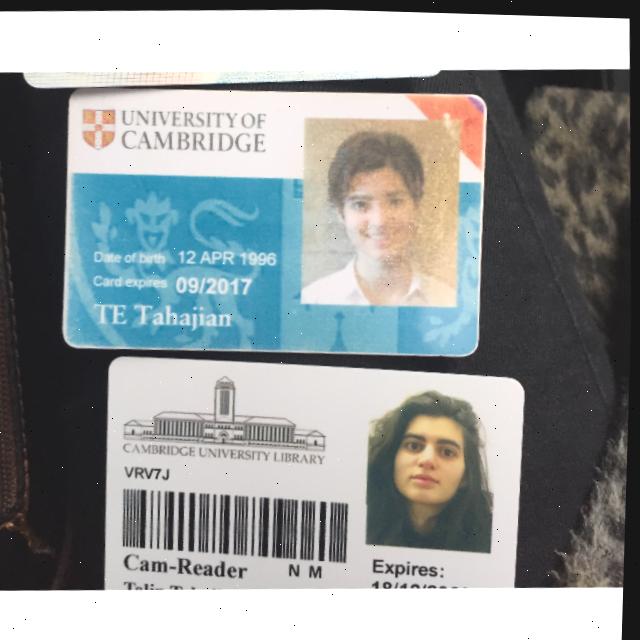 UNIVERSITY OF
CAMBRIDGE
Date of birth 12 APR 1996
Card expires 09/2017
TE Tahajian
CAMBRIDGE UNIVERSITY LIBRARY
VRV7J
Cam-Reader N M
Expires: